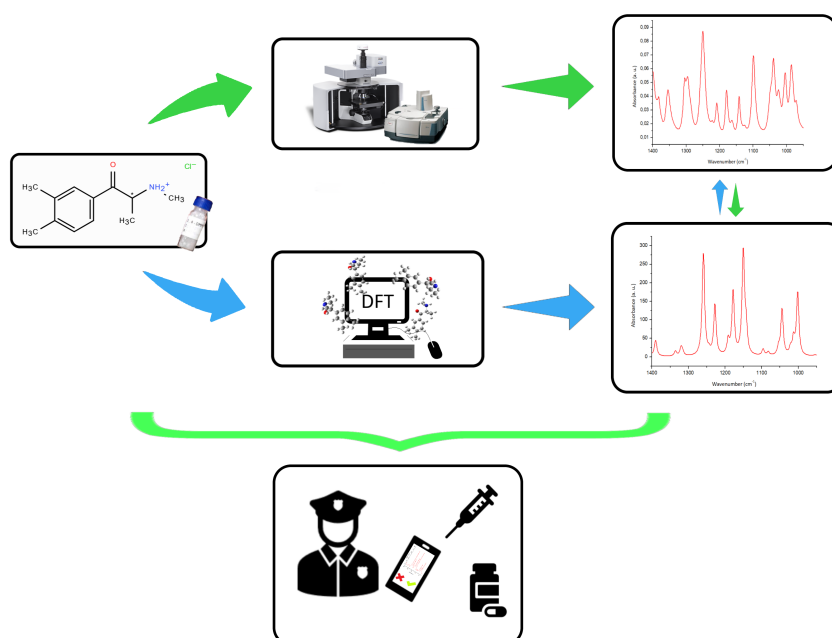 O
Cl⁻
H₃C
NH₂⁺
*
CH₃
CH₃
H₃C
DFT
Absorbance [a. u.]
0.09
0.08
0.07
0.06
0.05
0.04
0.03
0.02
0.01
1400
1300
1200
1100
1000
Wavenumber (cm⁻¹)
Absorbance [a. u.]
300
250
200
150
100
50
0
1400
1300
1200
1100
1000
Wavenumber (cm⁻¹)